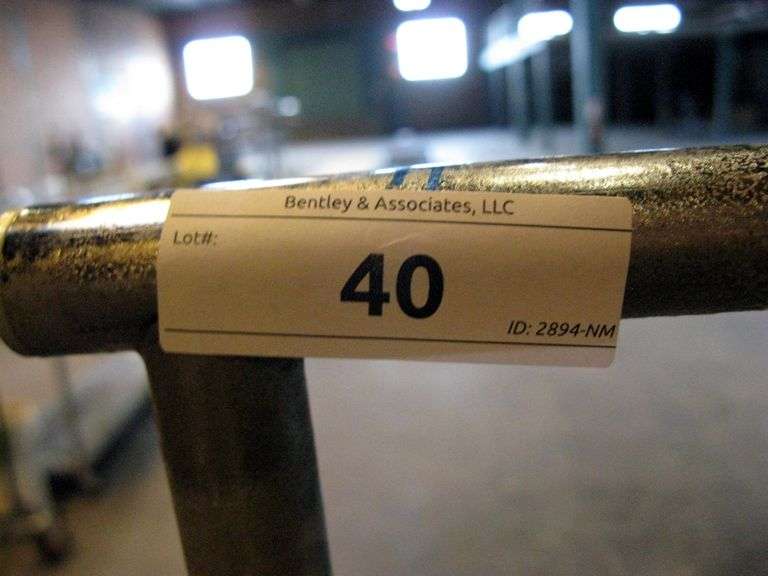 Bentley & Associates, LLC
Lot#:
40
ID: 2894-NM